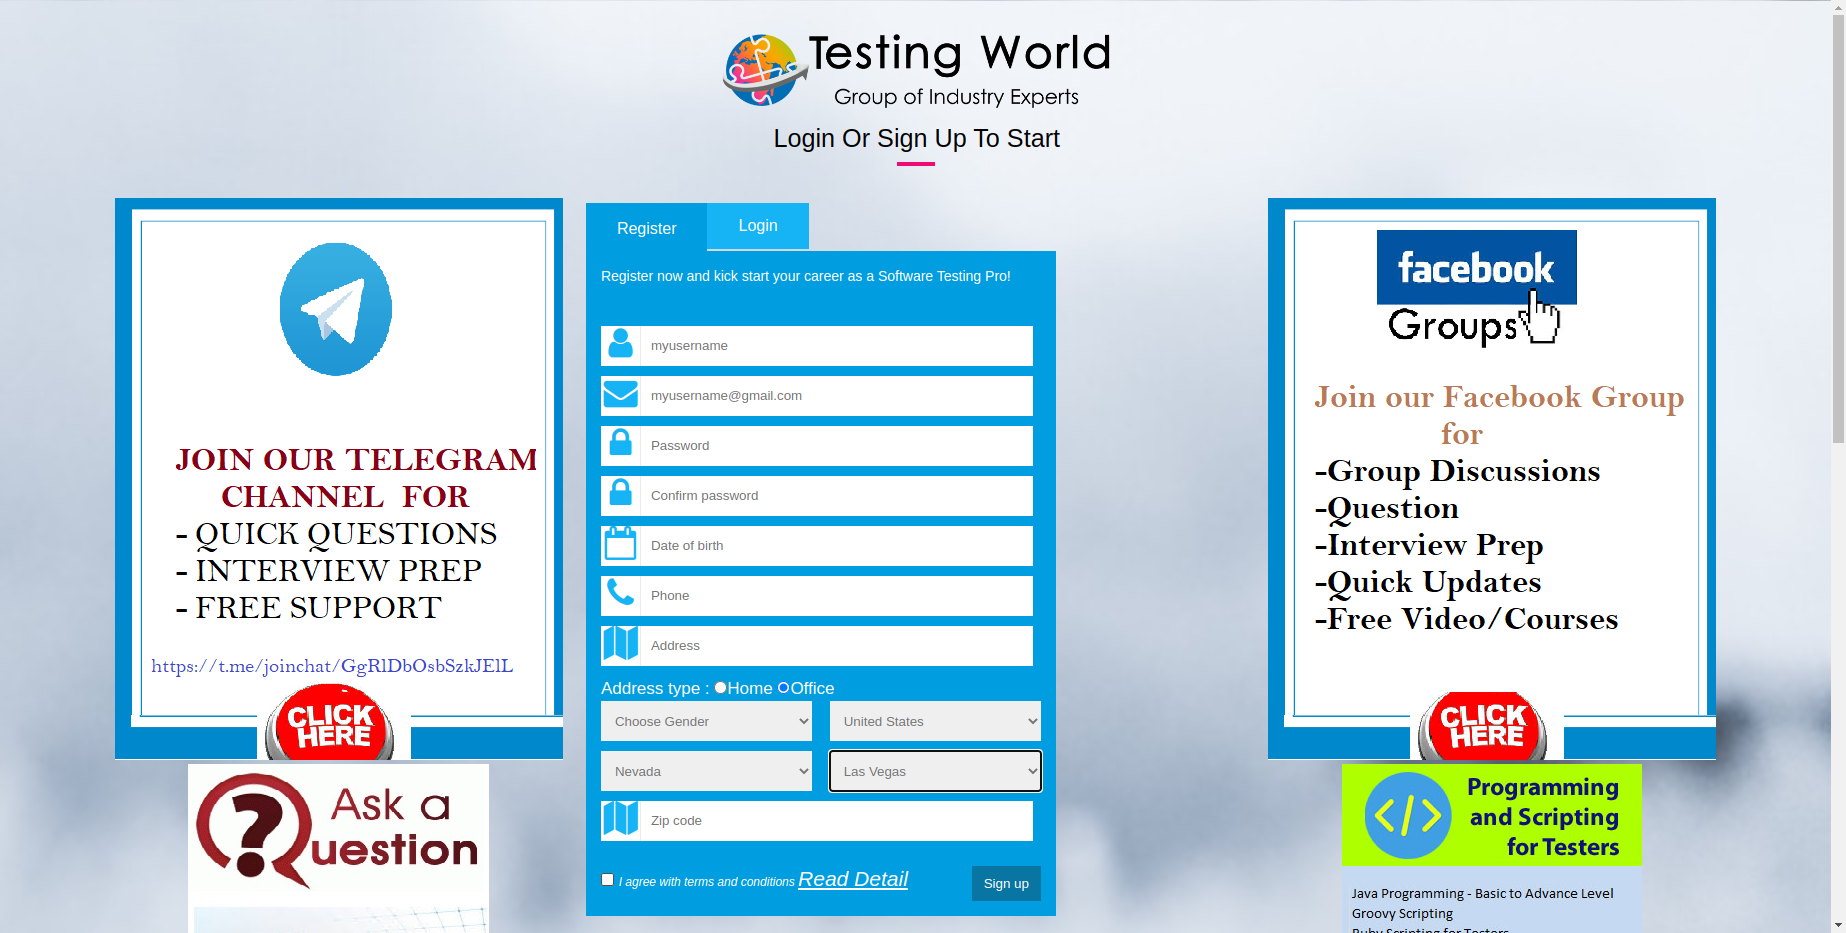 Testing World
Group of Industry Experts
Login Or Sign Up To Start
JOIN OUR TELEGRAM
CHANNEL FOR
- QUICK QUESTIONS
- INTERVIEW PREP
- FREE SUPPORT
https://t.me/joinchat/GgRlDbOsbSzkJElL
CLICK
HERE
Ask a
Question
Register
Login
Register now and kick start your career as a Software Testing Pro!
myusername
myusername@gmail.com
Password
Confirm password
Date of birth
Phone
Address
Address type : Home Office
Choose Gender
United States
Nevada
Las Vegas
Zip code
I agree with terms and conditions Read Detail
Sign up
facebook
Groups
Join our Facebook Group
for
-Group Discussions
-Question
-Interview Prep
-Quick Updates
-Free Video/Courses
CLICK
HERE
</>
Programming
and Scripting
for Testers
Java Programming - Basic to Advance Level
Groovy Scripting
Ruby Scripting for Testers